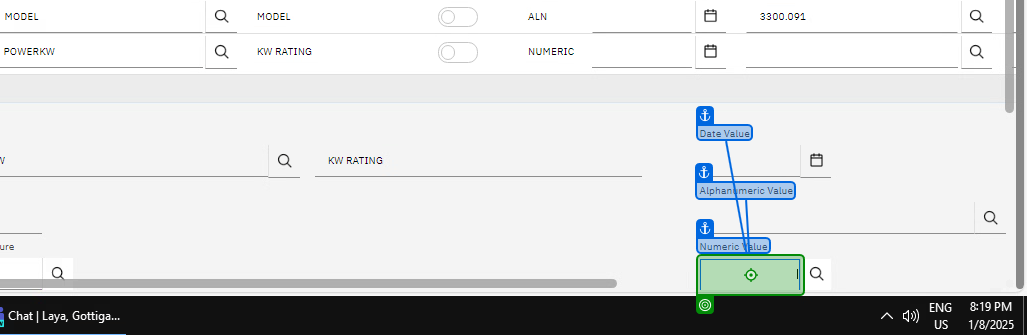 MODEL MODEL ALN 3300.091
POWERKW KW RATING NUMERIC
Date Value
KW RATING
Alphanumeric Value
ure Numeric Value
Chat | Laya, Gottiga...
ENG 8:19 PM
US 1/8/2025